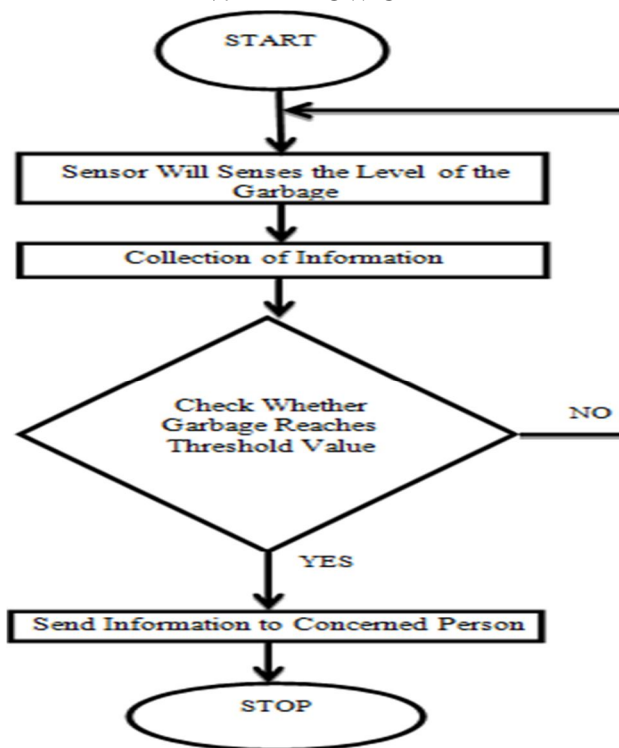 START
Sensor Will Senses the Level of the
Garbage
Collection of Information
Check Whether
Garbage Reaches
Threshold Value
NO
YES
Send Information to Concerned Person
STOP